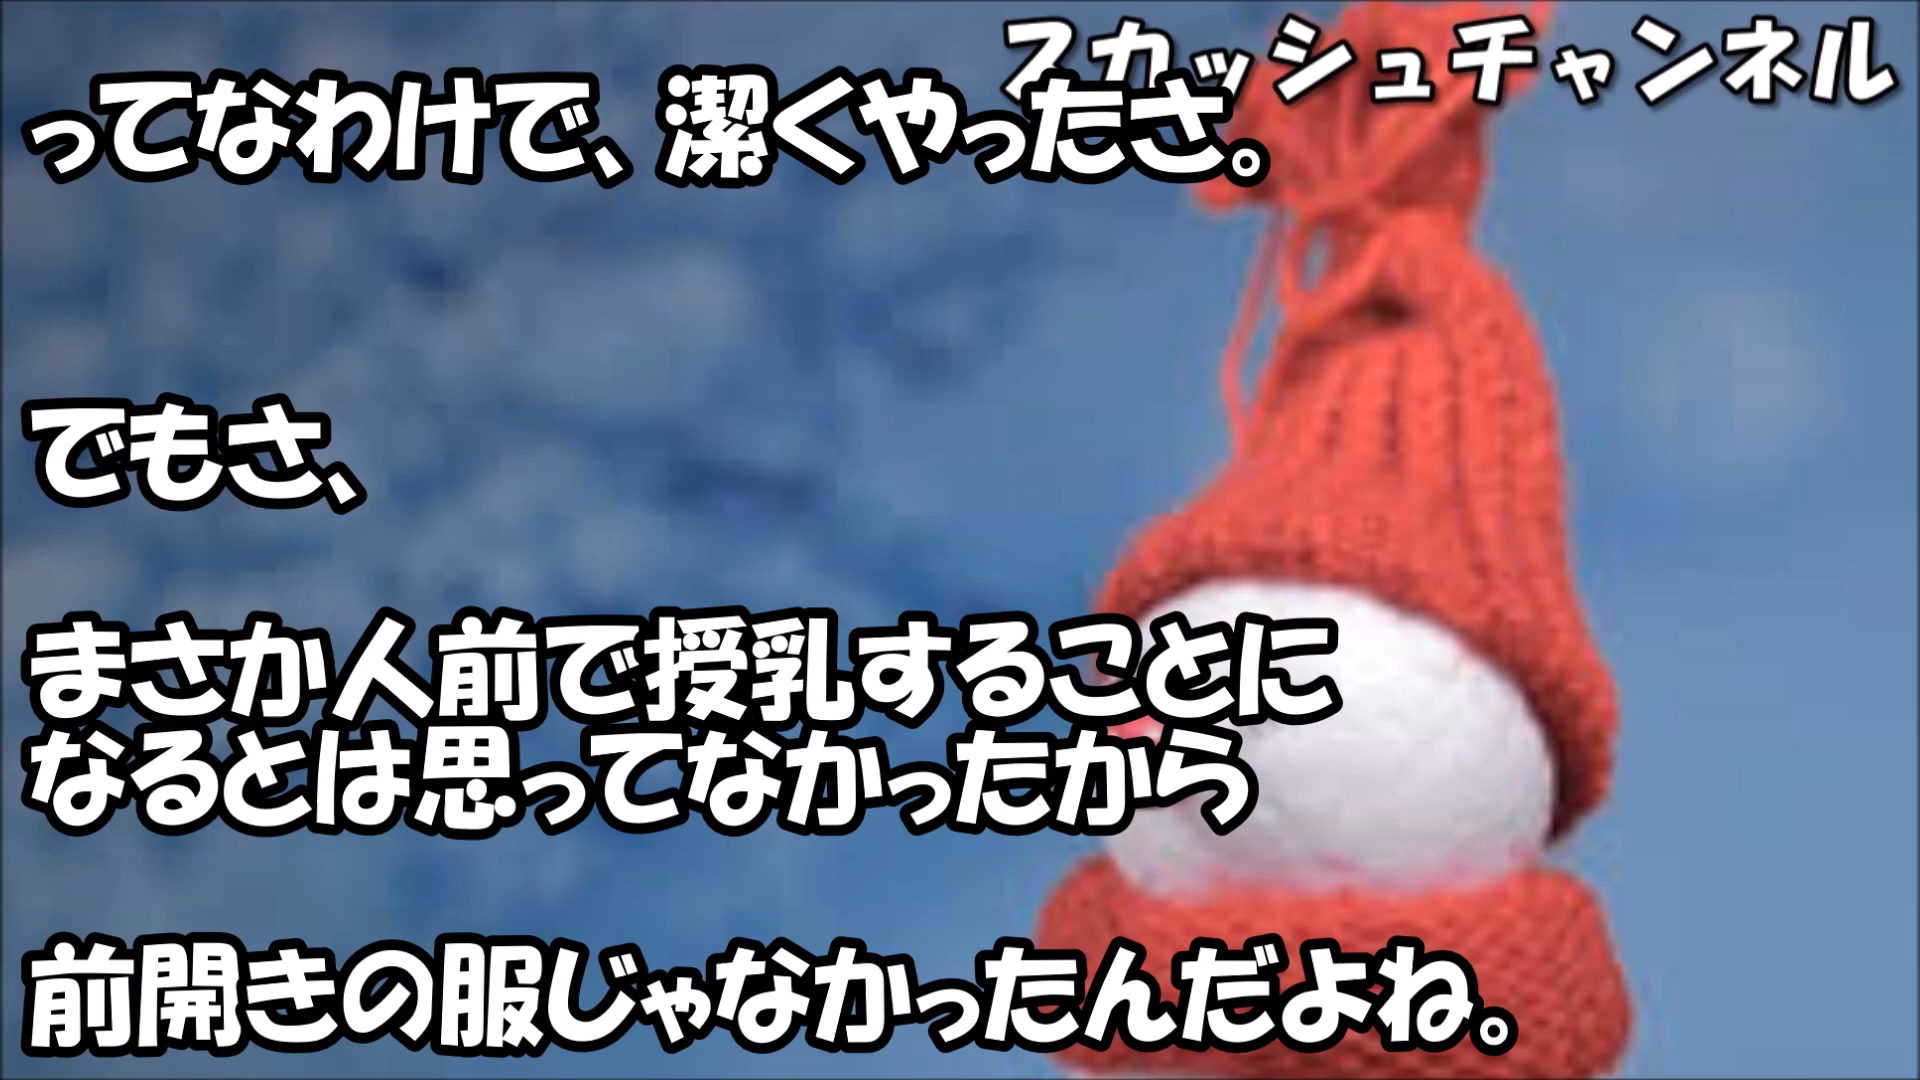 スカッシュチャンネル
ってなわけで、潔くやったさ。
でもさ、
まさか人前で授乳することに
なるとは思ってなかったから
前開きの服じゃなかったんだよね。